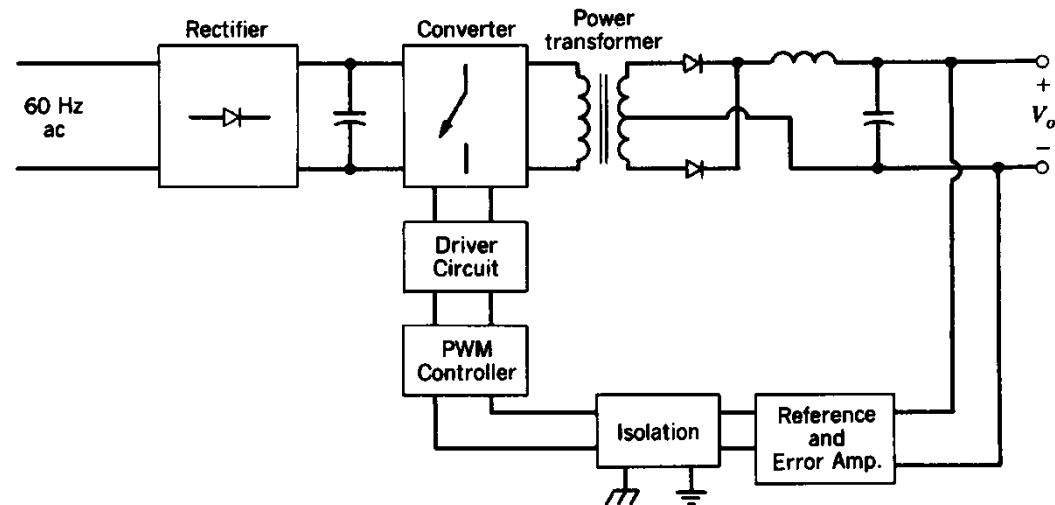 Rectifier
Converter
Power
transformer
60 Hz
ac
+
V_o
−
Driver
Circuit
PWM
Controller
Isolation
Reference
and
Error Amp.